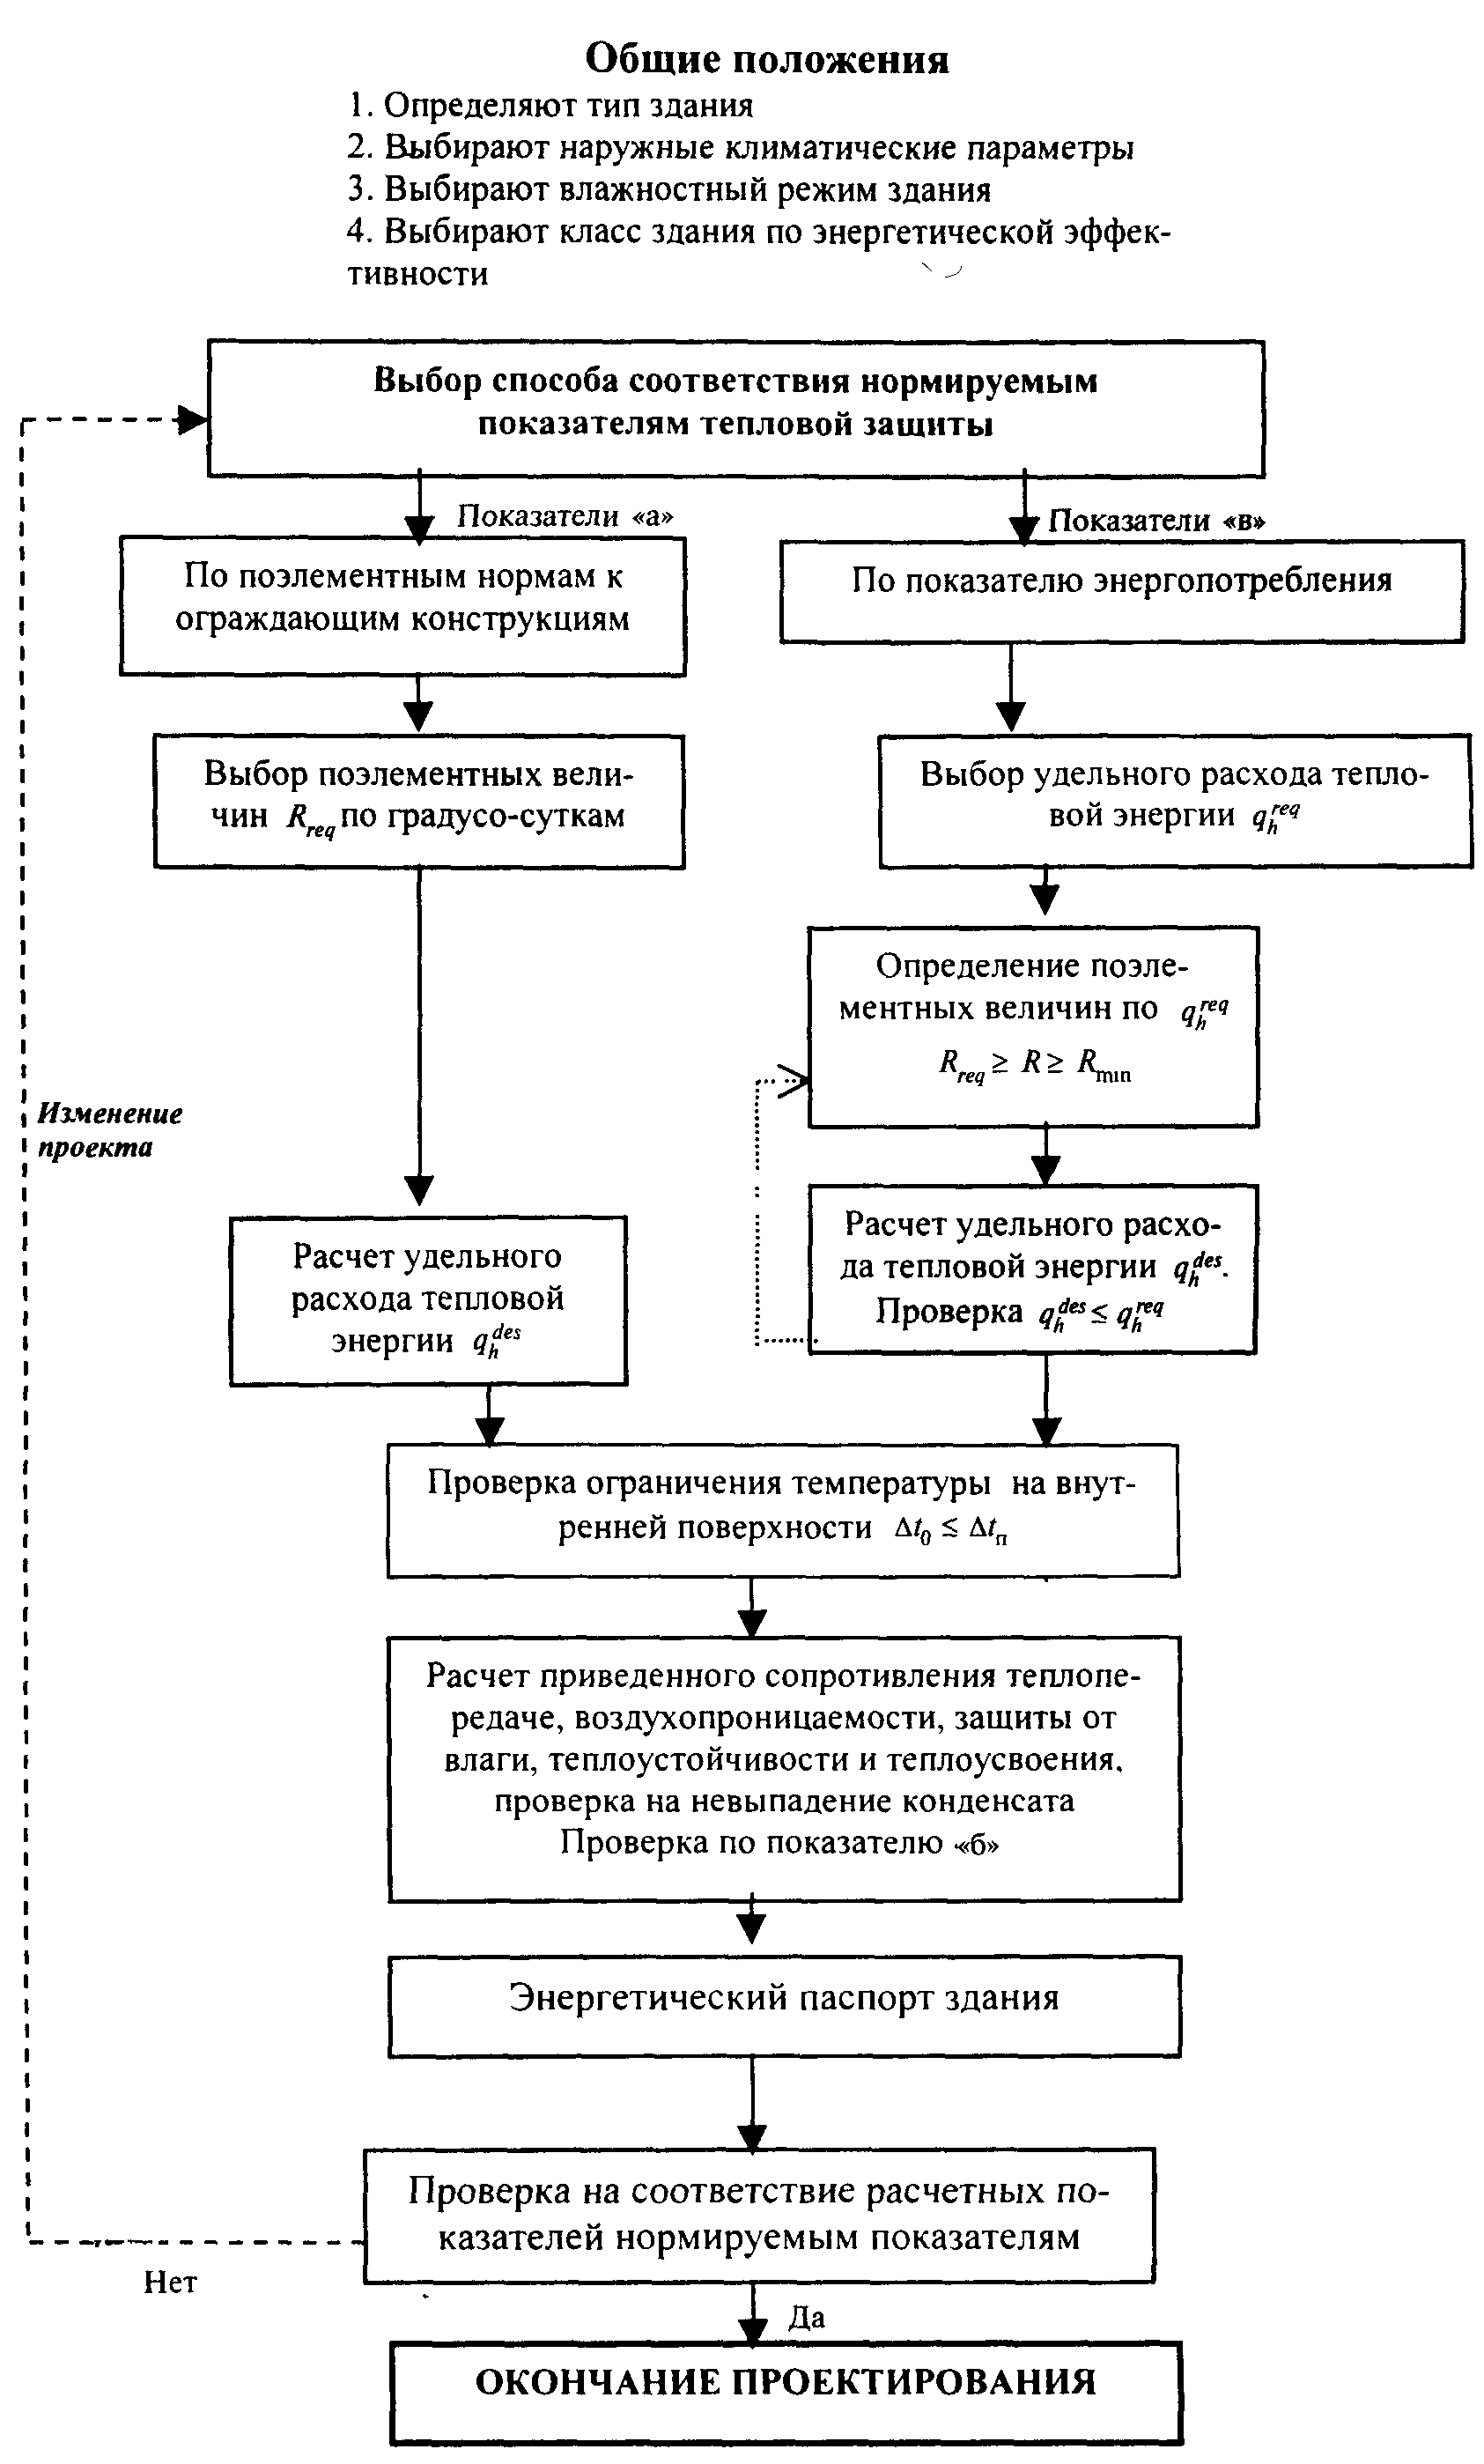 Общие положения
1. Определяют тип здания
2. Выбирают наружные климатические параметры
3. Выбирают влажностный режим здания
4. Выбирают класс здания по энергетической эффек-
тивности
Выбор способа соответствия нормируемым
показателям тепловой защиты
Показатели «а»
Показатели «в»
По поэлементным нормам к
ограждающим конструкциям
По показателю энергопотребления
Выбор поэлементных вели-
чин R_req по градусо-суткам
Выбор удельного расхода тепло-
вой энергии q_h^req
Определение поэле-
ментных величин по q_h^req
R_req ≥ R ≥ R_min
Изменение
проекта
Расчет удельного
расхода тепловой
энергии q_h^des
Расчет удельного расхо-
да тепловой энергии q_h^des.
Проверка q_h^des ≤ q_h^req
Проверка ограничения температуры на внут-
ренней поверхности Δt_0 ≤ Δt_п
Расчет приведенного сопротивления теплопе-
редаче, воздухопроницаемости, защиты от
влаги, теплоустойчивости и теплоусвоения,
проверка на невыпадение конденсата
Проверка по показателю «б»
Энергетический паспорт здания
Проверка на соответствие расчетных по-
казателей нормируемым показателям
Нет
Да
ОКОНЧАНИЕ ПРОЕКТИРОВАНИЯ